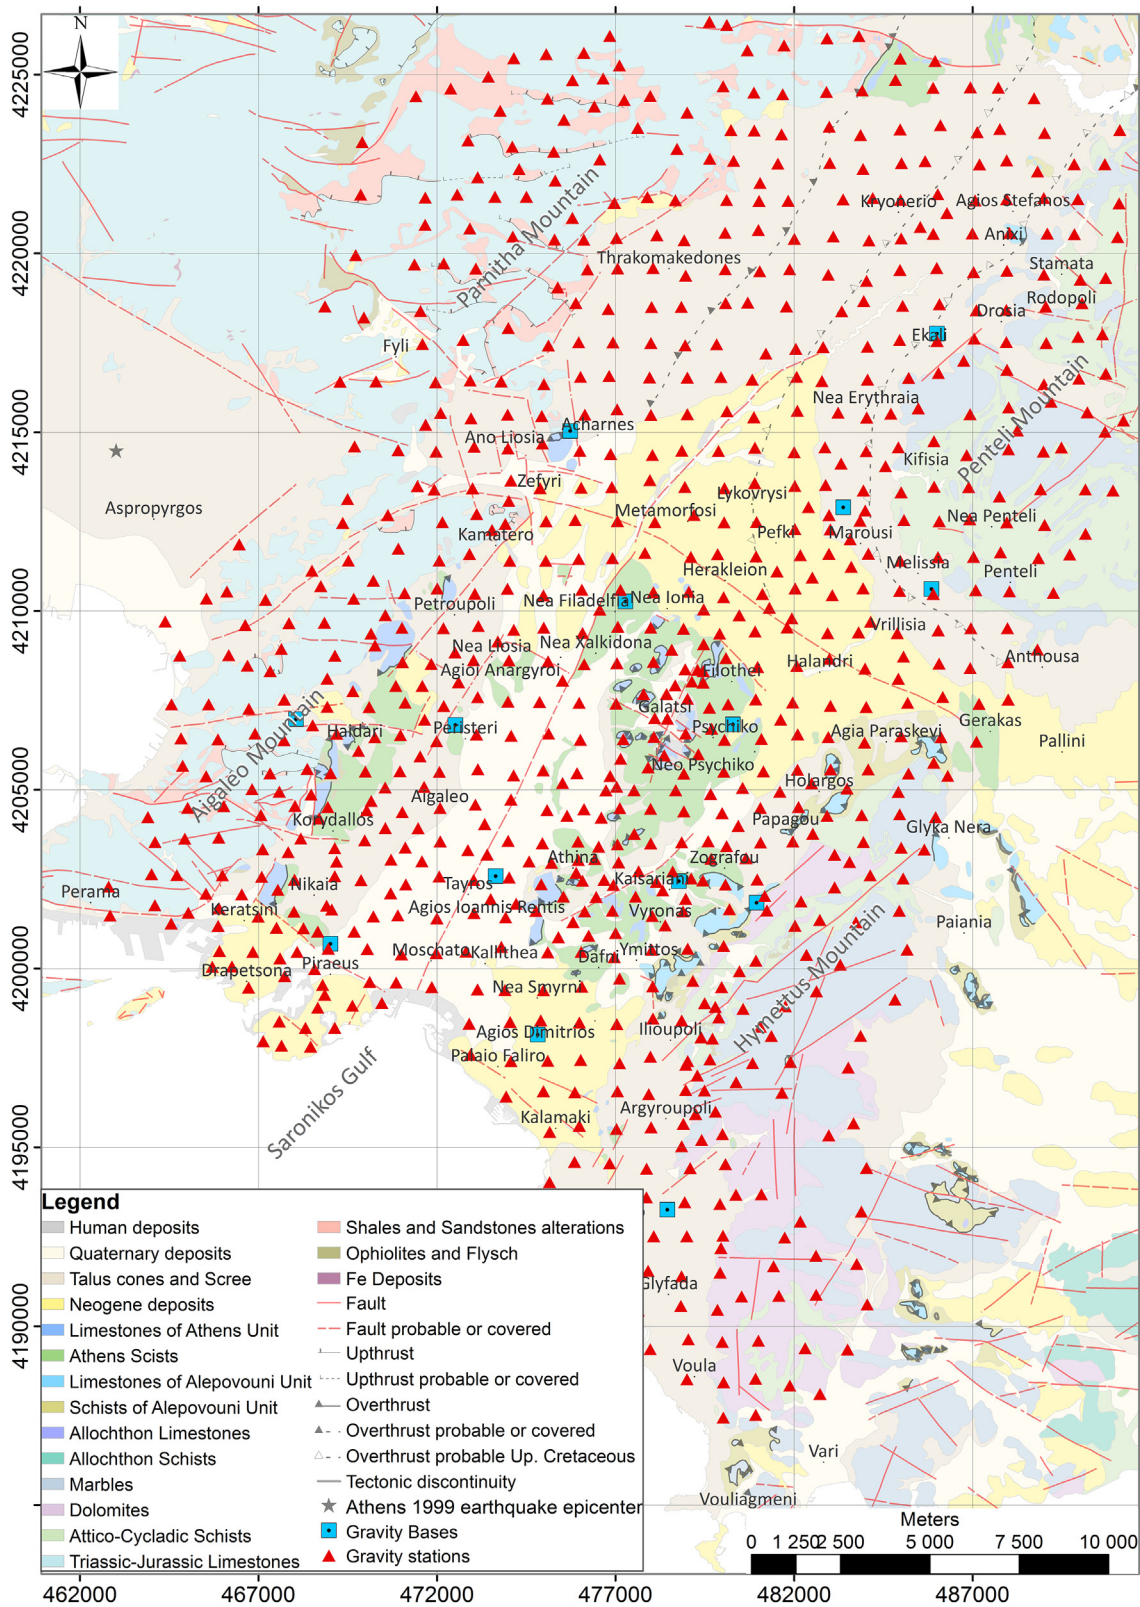 N
4225000
4220000
4215000
4210000
4205000
4200000
4195000
4190000
462000
467000
472000
477000
482000
487000
Kryonerio
Agios Stefanos
Anixi
Thrakomakedones
Stamata
Parnitha Mountain
Rodopoli
Drosia
Ekali
Fyli
Nea Erythraia
Penteli Mountain
Acharnes
Ano Liosia
Kifisia
Zefyri
Lykovrysi
Aspropyrgos
Metamorfosi
Nea Penteli
Kamatero
Pefki
Marousi
Melissia
Herakleion
Penteli
Petroupoli
Nea Filadelfia
Nea Ionia
Vrillisia
Nea Liosia
Nea Xalkidona
Anthousa
Agioi Anargyroi
Filothei
Halandri
Galatsi
Gerakas
Haidari
Peristeri
Psychiko
Agia Paraskevi
Pallini
Aigaleo Mountain
Neo Psychiko
Holargos
Aigaleo
Korydallos
Papagou
Glyka Nera
Athina
Zografou
Perama
Nikaia
Tayros
Kaisariani
Keratsini
Agios Ioannis Rentis
Vyronas
Paiania
Moschato
Kallithea
Dafni
Ymittos
Drapetsona
Piraeus
Hymettus Mountain
Nea Smyrni
Agios Dimitrios
Ilioupoli
Palaio Faliro
Saronikos Gulf
Kalamaki
Argyroupoli
Glyfada
Voula
Vari
Vouliagmeni
Legend
Human deposits
Quaternary deposits
Talus cones and Scree
Neogene deposits
Limestones of Athens Unit
Athens Scists
Limestones of Alepovouni Unit
Schists of Alepovouni Unit
Allochthon Limestones
Allochthon Schists
Marbles
Dolomites
Attico-Cycladic Schists
Triassic-Jurassic Limestones
Shales and Sandstones alterations
Ophiolites and Flysch
Fe Deposits
Fault
Fault probable or covered
Upthrust
Upthrust probable or covered
Overthrust
Overthrust probable or covered
Overthrust probable Up. Cretaceous
Tectonic discontinuity
Athens 1999 earthquake epicenter
Gravity Bases
Gravity stations
Meters
0 1 250 2 500 5 000 7 500 10 000